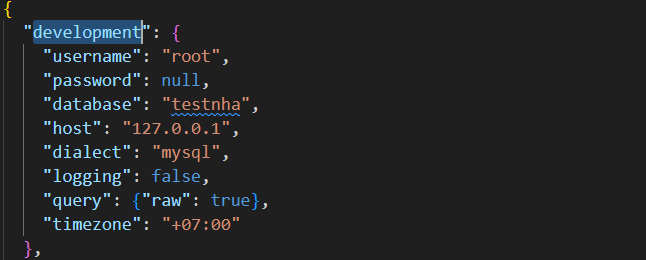 {
"development": {
"username": "root",
"password": null,
"database": "testnha",
"host": "127.0.0.1",
"dialect": "mysql",
"logging": false,
"query": {"raw": true},
"timezone": "+07:00"
},